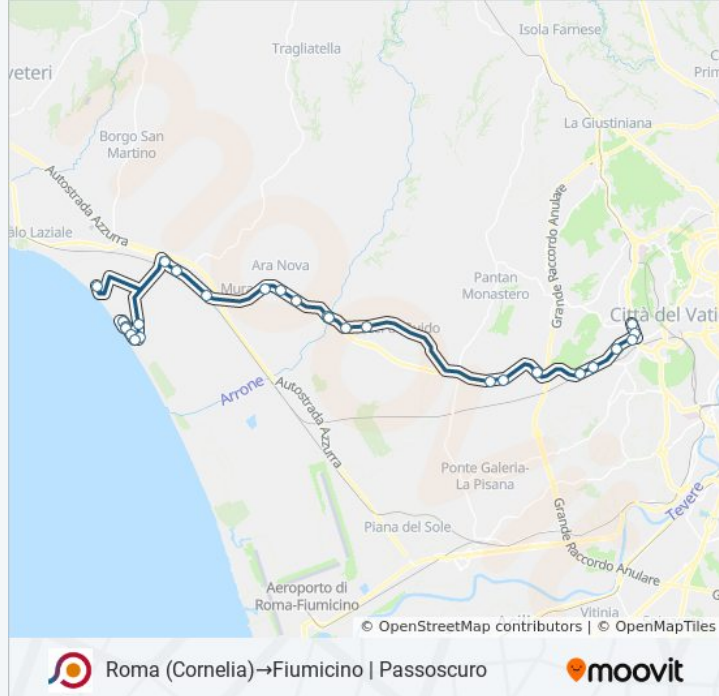 Isola Farnese
Tragliatella
veteri
La Giustiniana
Borgo San
Martino
Grande Raccordo Anulare
Autostrada Azzurra
alo Laziale
Ara Nova
Pantan
Monastero
Città del Vati
Arrone
Autostrada Azzurra
Ponte Galeria-
La Pisana
Tevere
Grande Raccordo Anulare
Piana del Sole
Aeroporto di
Roma-Fiumicino
Vitinia
© OpenStreetMap contributors | © OpenMapTiles
Roma (Cornelia)→Fiumicino | Passoscuro
moovit